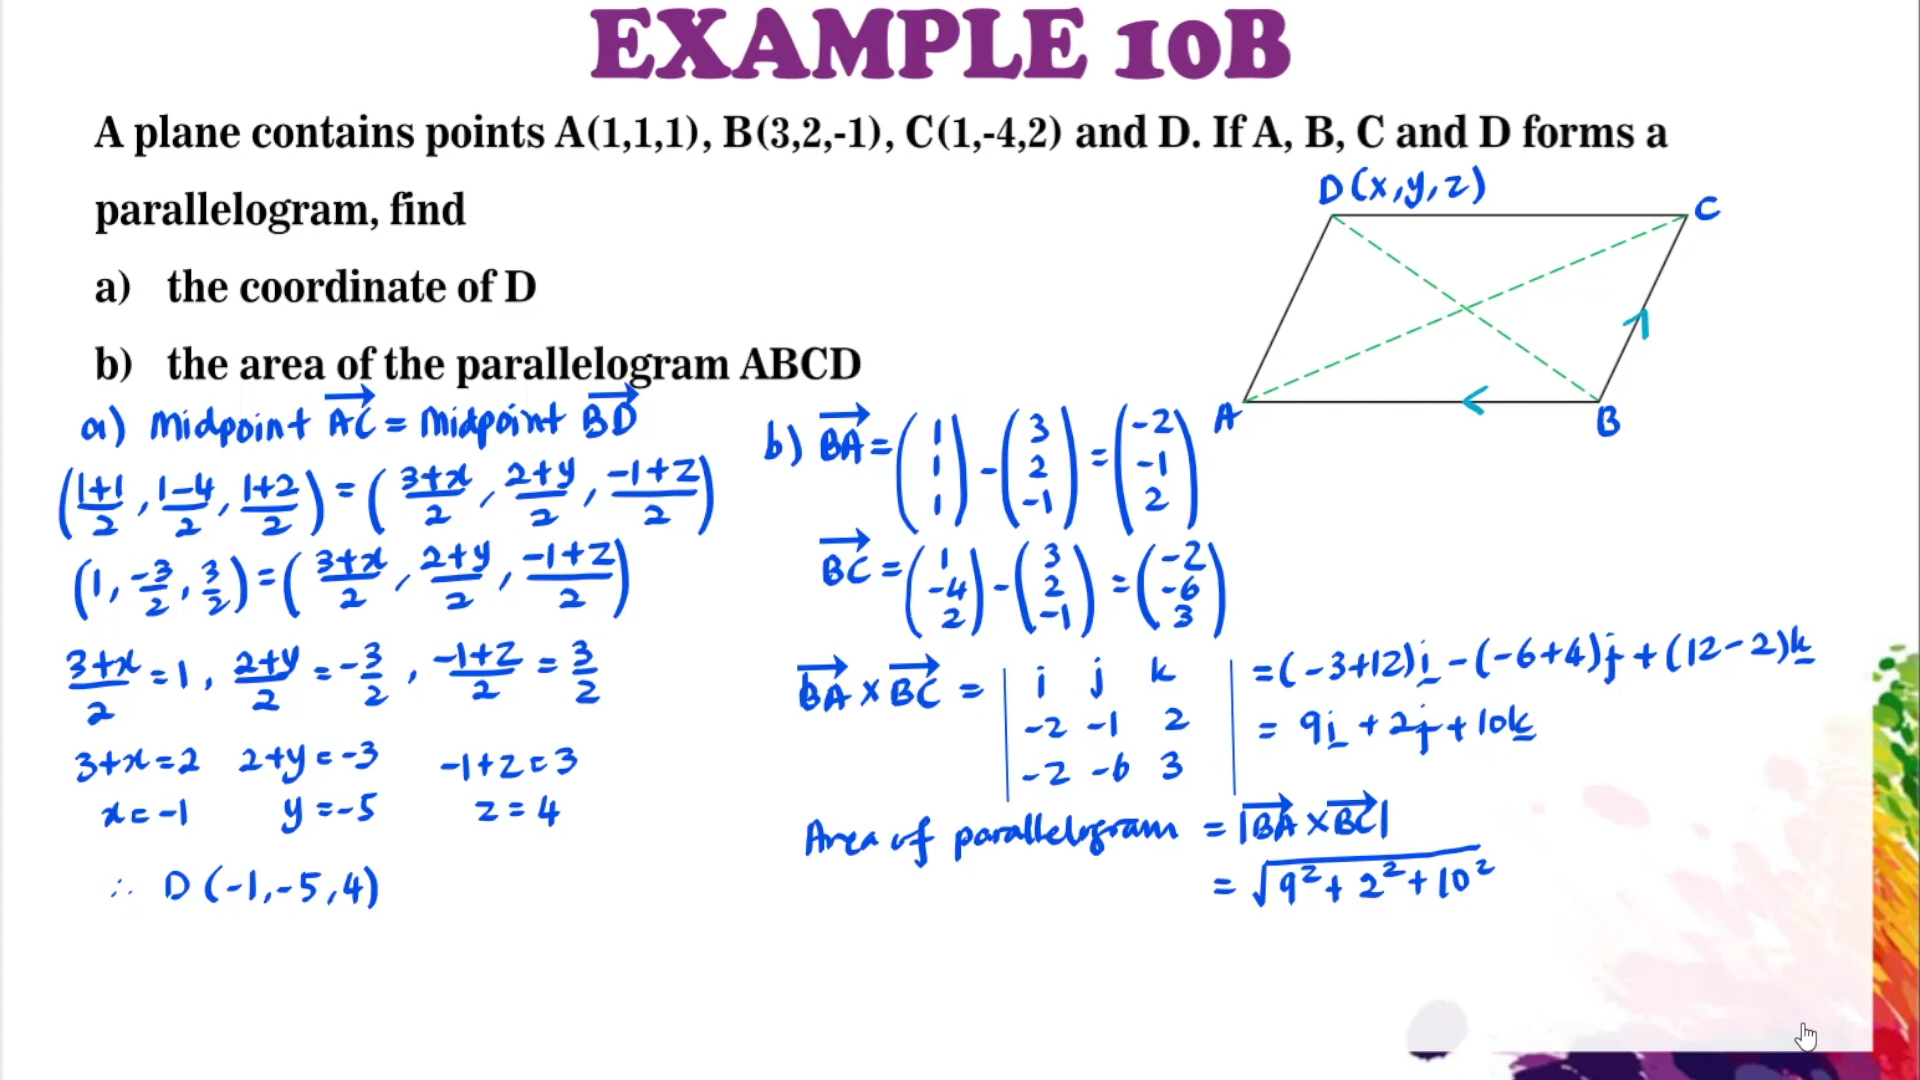 EXAMPLE 10B
A plane contains points A(1,1,1), B(3,2,-1), C(1,-4,2) and D. If A, B, C and D forms a
parallelogram, find
a) the coordinate of D
b) the area of the parallelogram ABCD
D(x,y,z)
C
A
B
a) Midpoint AC = Midpoint BD
((1+1)/2, (1-4)/2, (1+2)/2) = ((3+x)/2, (2+y)/2, (-1+z)/2)
(1, -3/2, 3/2) = ((3+x)/2, (2+y)/2, (-1+z)/2)
(3+x)/2 = 1, (2+y)/2 = -3/2, (-1+z)/2 = 3/2
3+x=2 2+y=-3 -1+z=3
x=-1 y=-5 z=4
∴ D(-1,-5,4)
b) BA = (1 1 1) - (3 2 -1) = (-2 -1 2)
BC = (1 -4 2) - (3 2 -1) = (-2 -6 3)
BA × BC = | i j k
-2 -1 2
-2 -6 3 |
= (-3+12)i - (-6+4)j + (12-2)k
= 9i + 2j + 10k
Area of parallelogram = |BA × BC|
= √(9² + 2² + 10²)